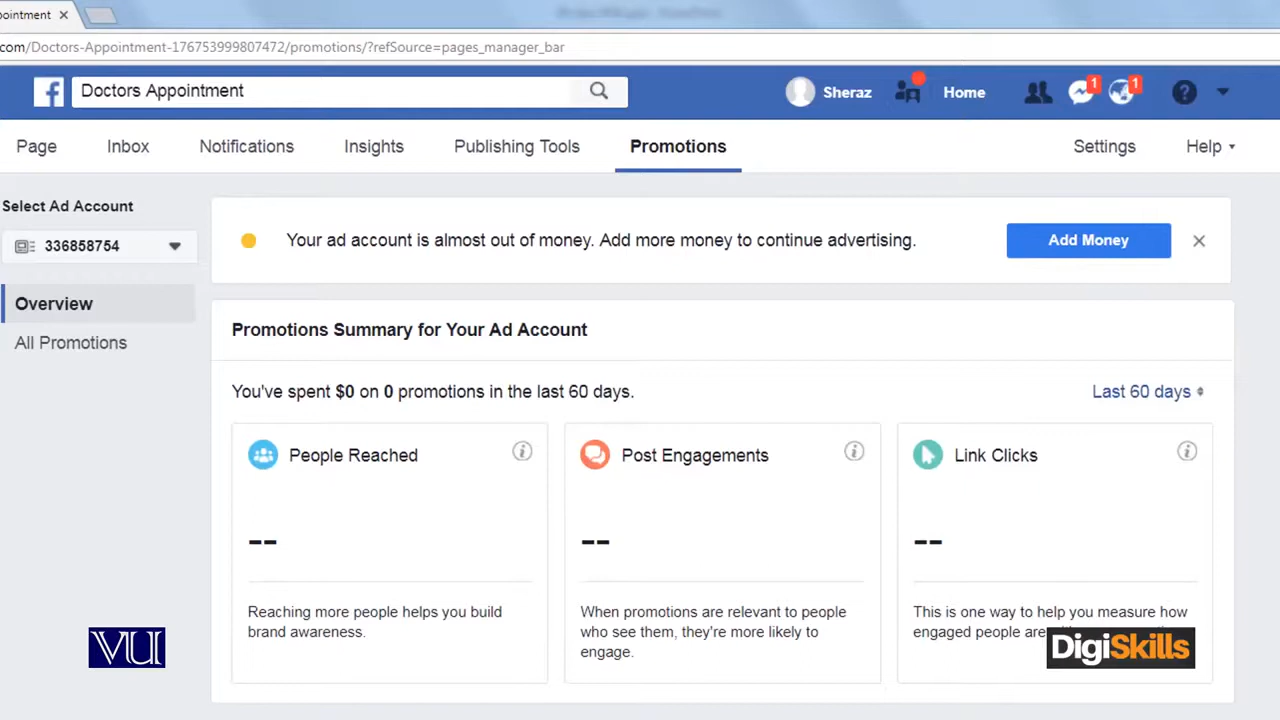 ointment
com/Doctors-Appointment-176753999807472/promotions/?refSource=pages_manager_bar
Doctors Appointment
Sheraz
Home
1
1
Page Inbox Notifications Insights Publishing Tools Promotions Settings Help
Select Ad Account
336858754
Your ad account is almost out of money. Add more money to continue advertising.
Add Money
Overview
All Promotions
Promotions Summary for Your Ad Account
You've spent $0 on 0 promotions in the last 60 days.
Last 60 days
People Reached
--
Reaching more people helps you build
brand awareness.
Post Engagements
--
When promotions are relevant to people
who see them, they're more likely to
engage.
Link Clicks
--
This is one way to help you measure how
engaged people are
VU
DigiSkills